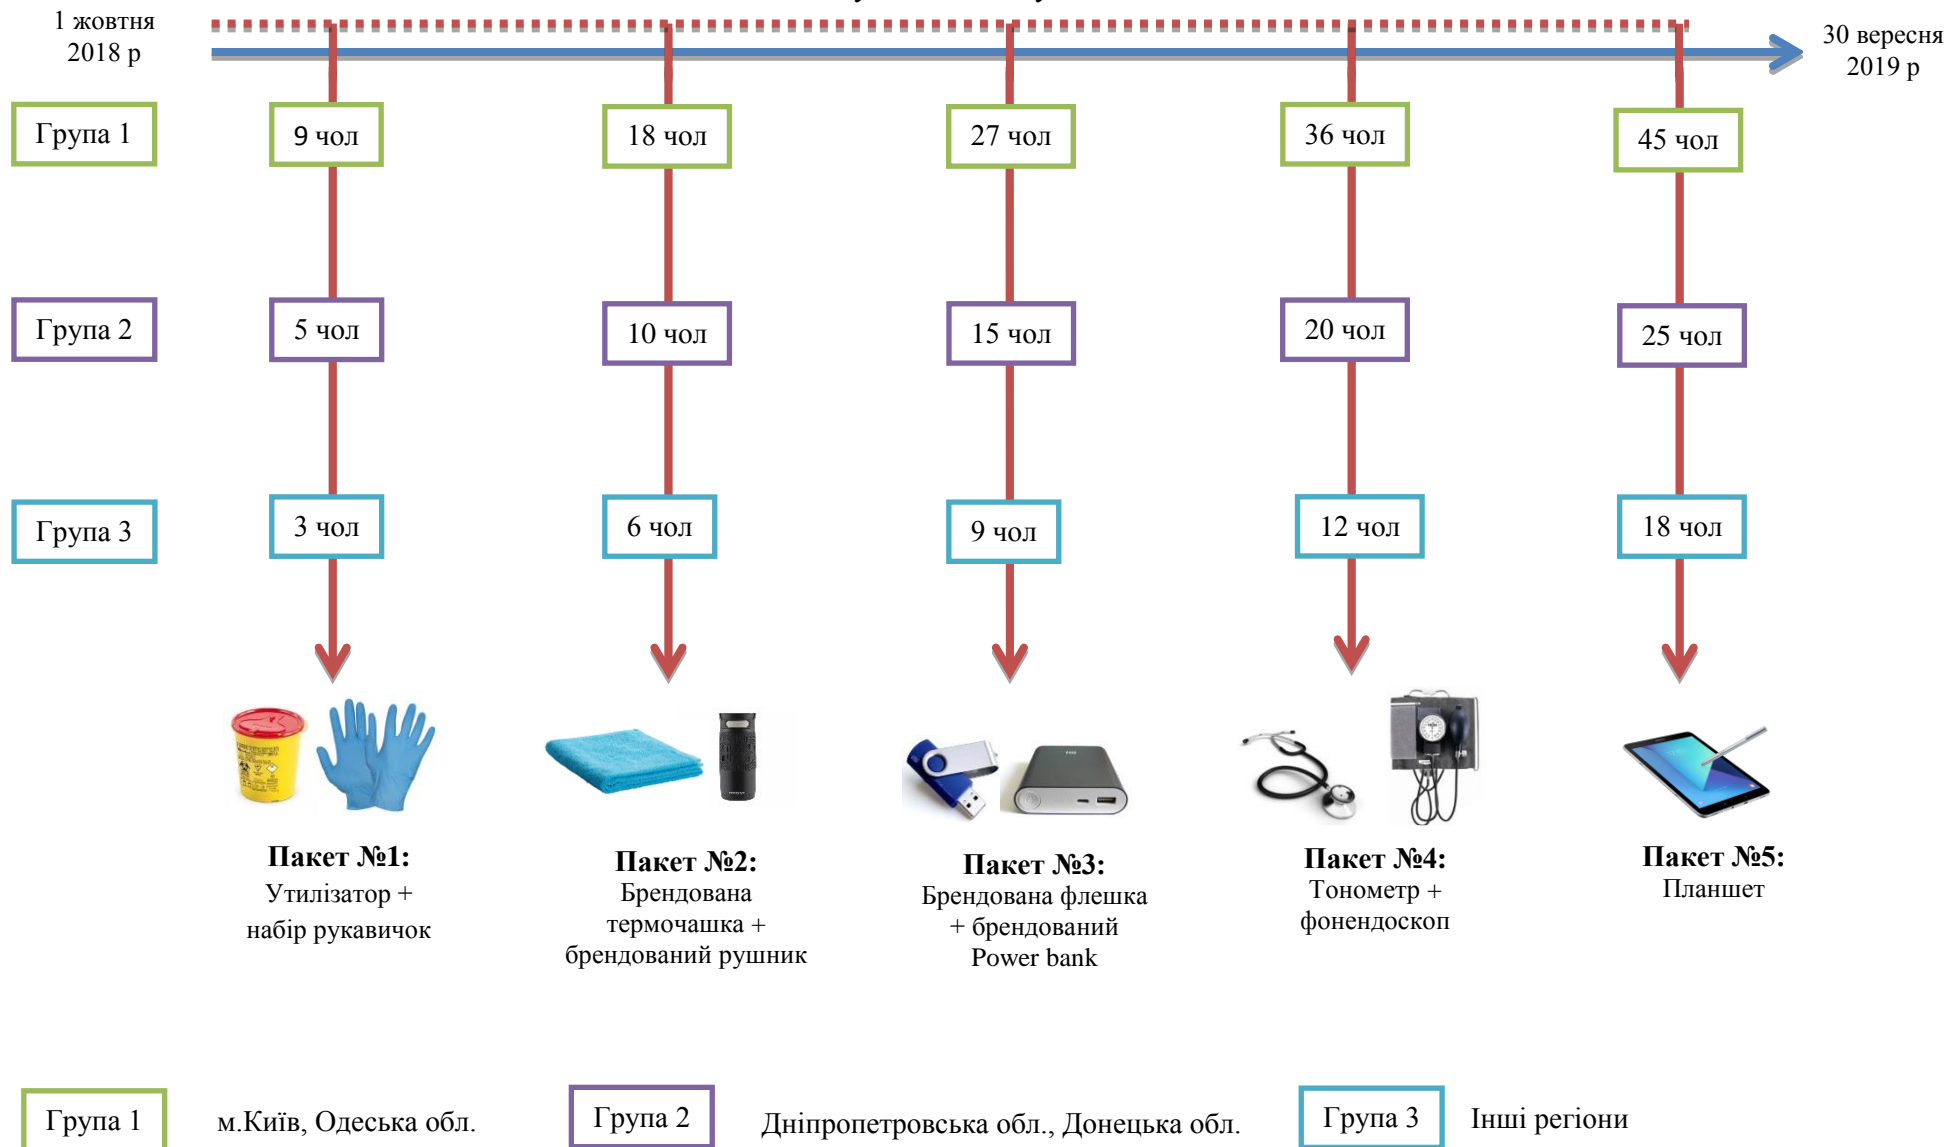 1 жовтня
2018 р
30 вересня
2019 р
Група 1
9 чол
18 чол
27 чол
36 чол
45 чол
Група 2
5 чол
10 чол
15 чол
20 чол
25 чол
Група 3
3 чол
6 чол
9 чол
12 чол
18 чол
Пакет №1:
Утилізатор +
набір рукавичок
Пакет №2:
Брендована
термочашка +
брендований рушник
Пакет №3:
Брендована флешка
+ брендований
Power bank
Пакет №4:
Тонометр +
фонендоскоп
Пакет №5:
Планшет
Група 1
м.Київ, Одеська обл.
Група 2
Дніпропетровська обл., Донецька обл.
Група 3
Інші регіони